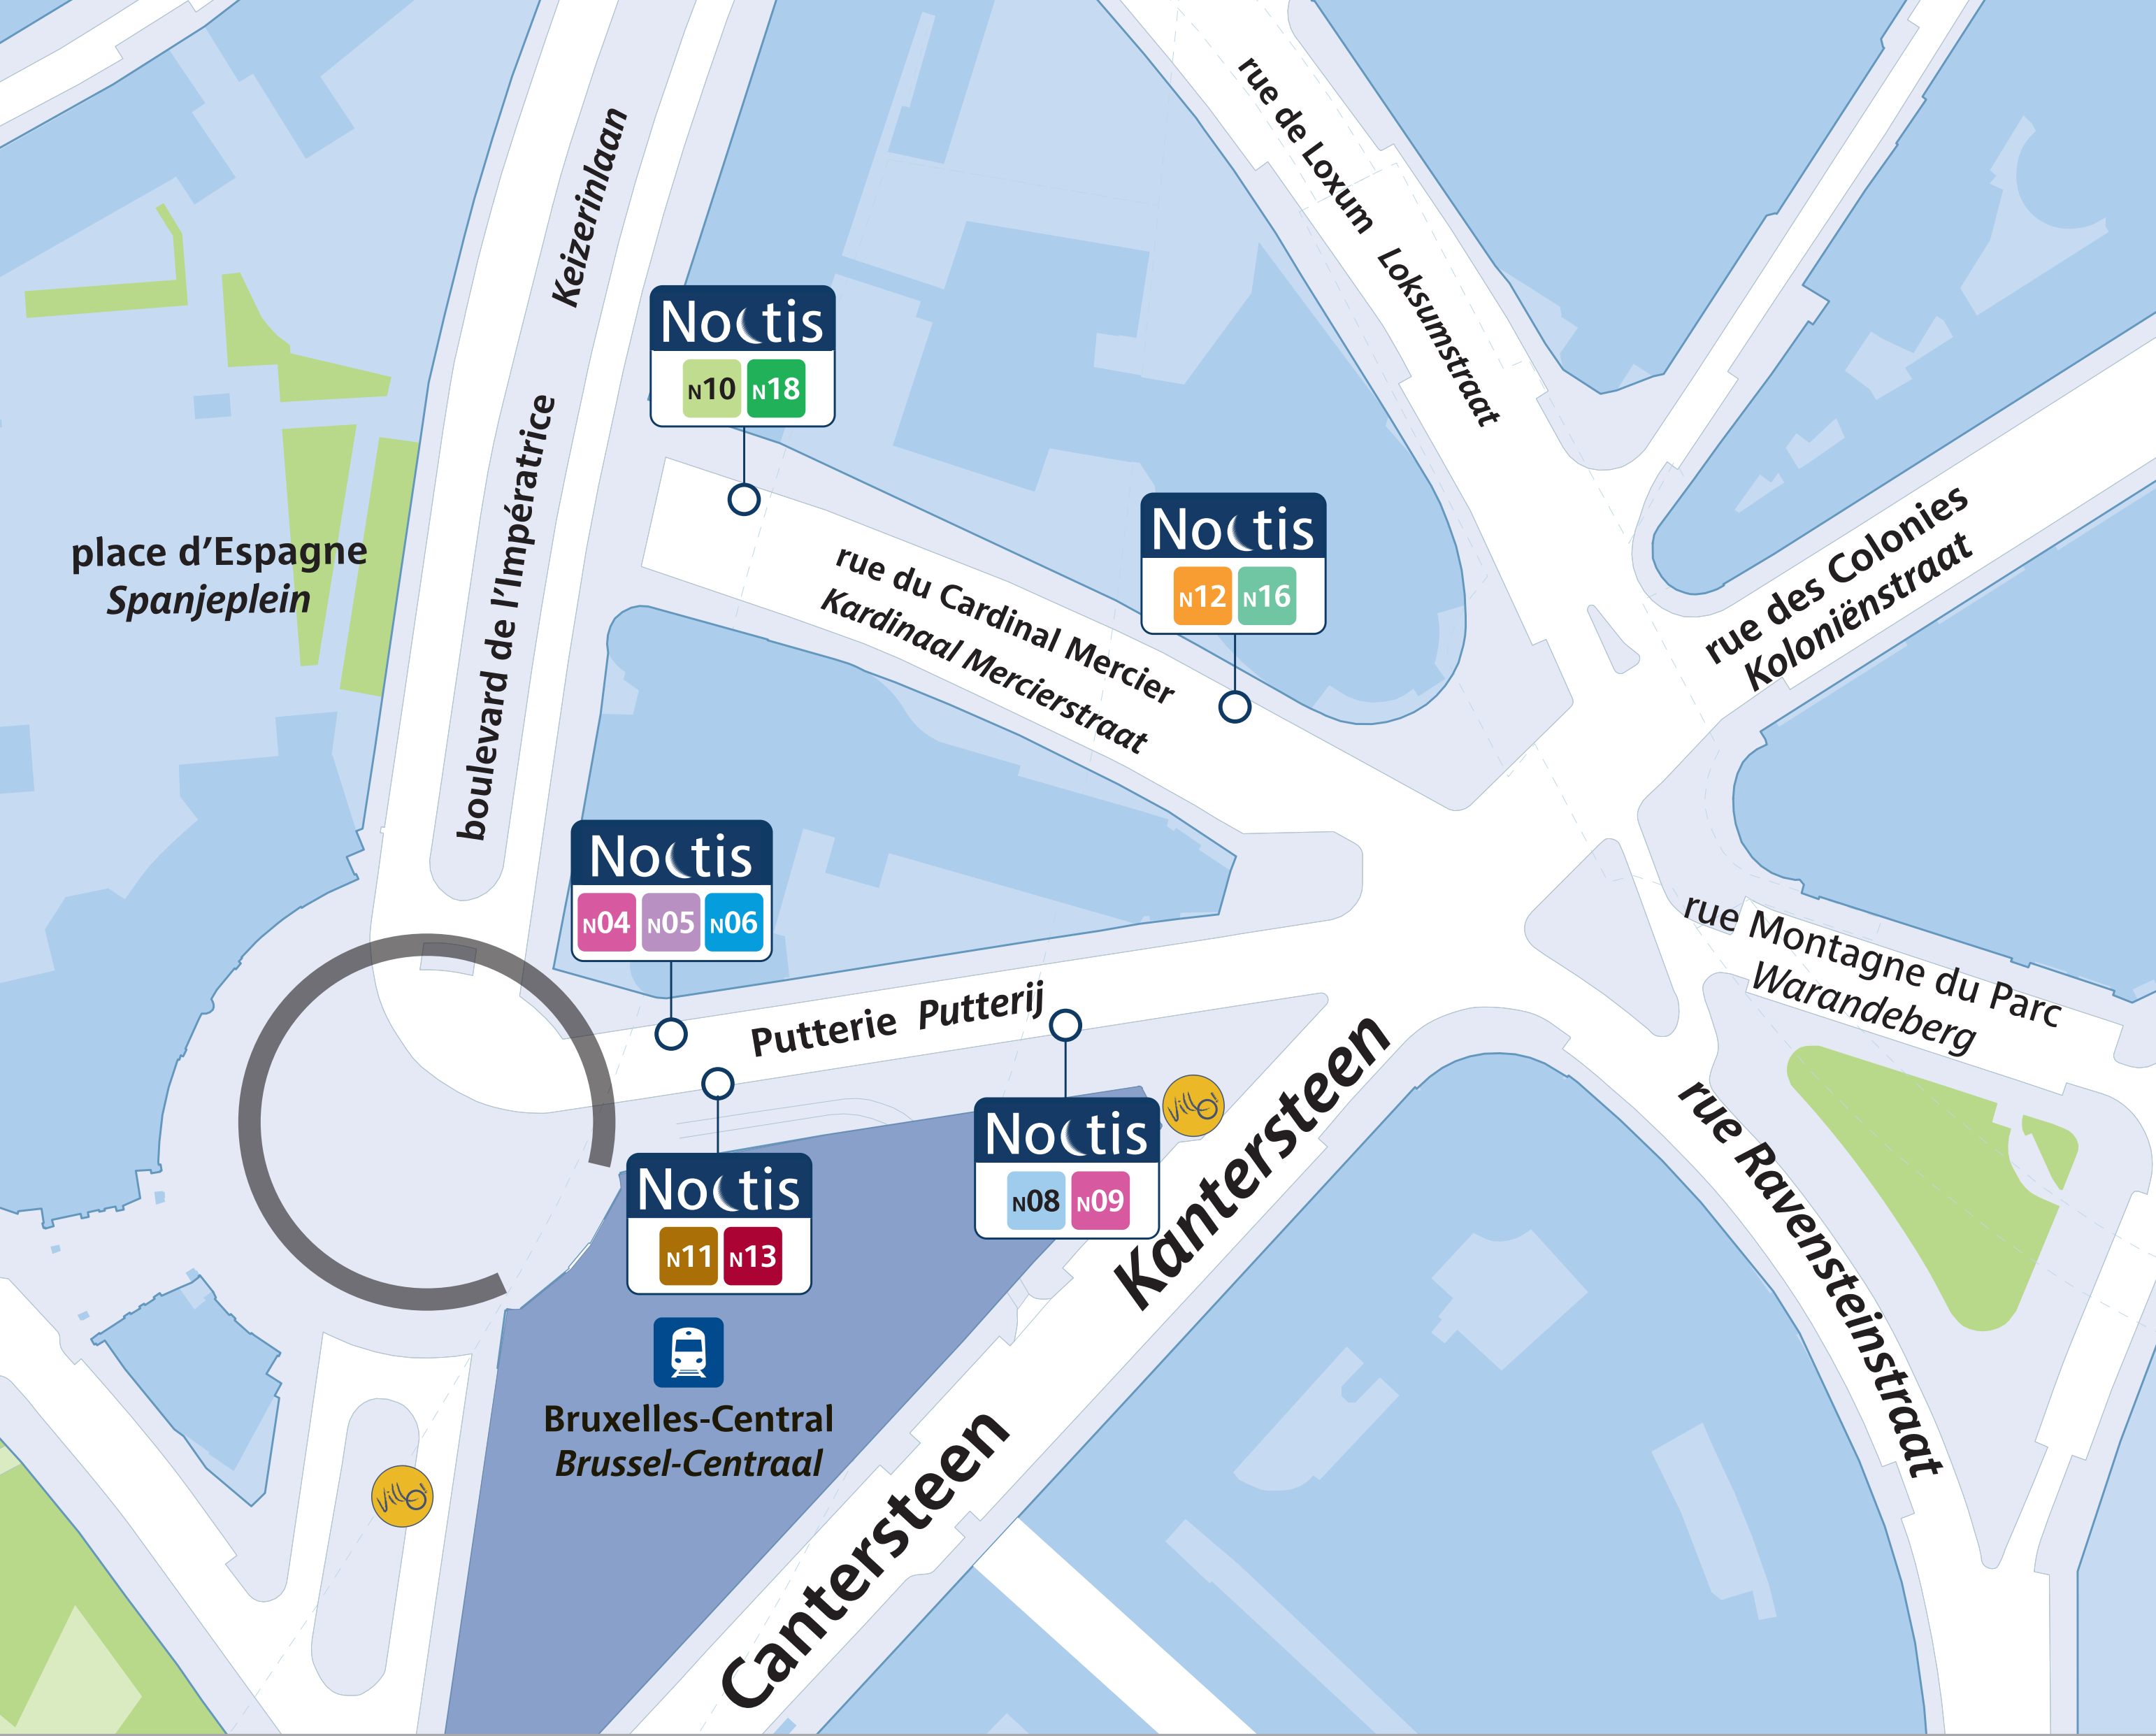 rue de Loxum Loksumstraat
Keizerinlaan
boulevard de l’Impératrice
Noctis
N10 N18
place d’Espagne
Spanjeplein
rue du Cardinal Mercier
Kardinaal Mercierstraat
Noctis
N12 N16
rue des Colonies
Koloniënstraat
Noctis
N04 N05 N06
Putterie Putterij
rue Montagne du Parc
Warandeberg
Villo!
Noctis
N08 N09
Noctis
N11 N13
Kantersteen
rue Ravensteinstraat
Bruxelles-Central
Brussel-Centraal
Villo!
Cantersteen